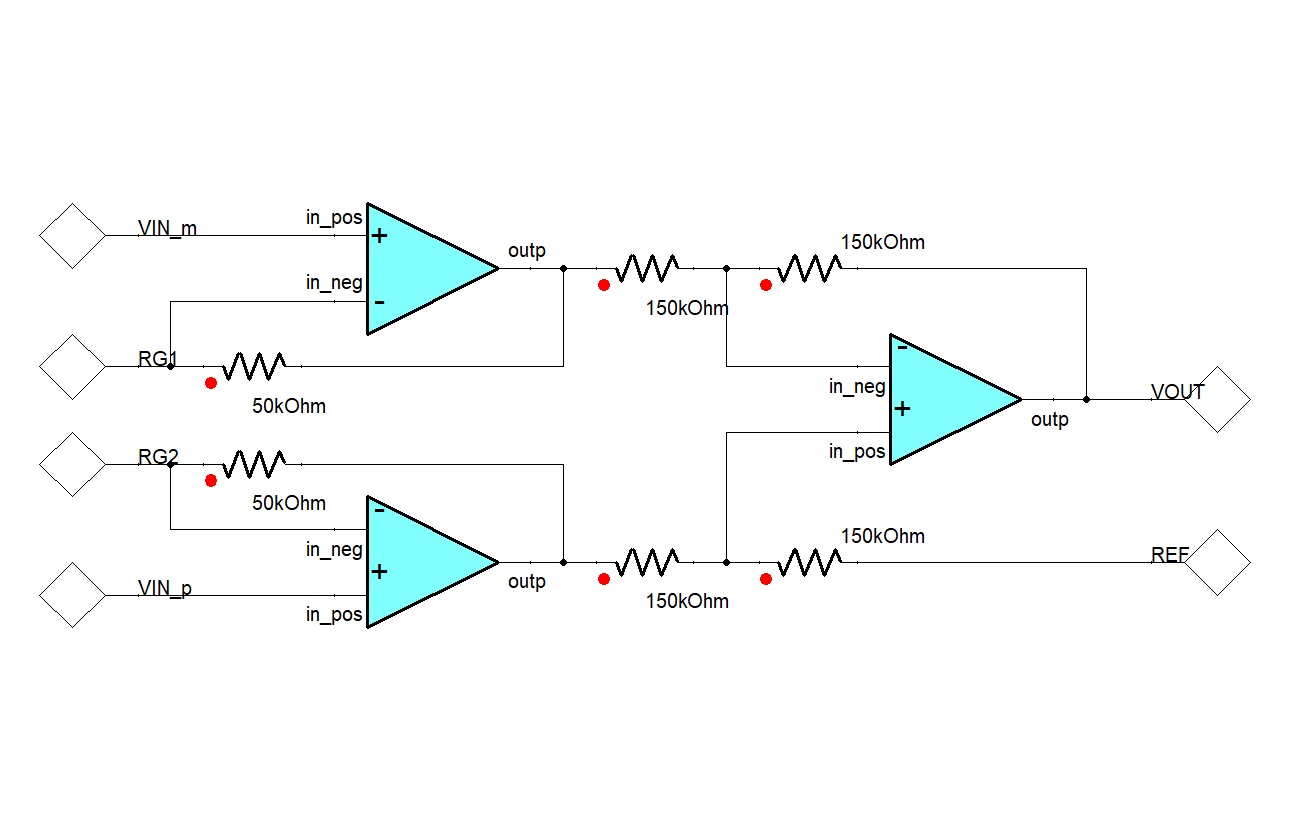 VIN_m
in_pos
+
outp
150kOhm
in_neg
-
150kOhm
RG1
50kOhm
-
in_neg
+
in_pos
outp
VOUT
RG2
50kOhm
-
in_neg
+
in_pos
VIN_p
outp
150kOhm
150kOhm
REF